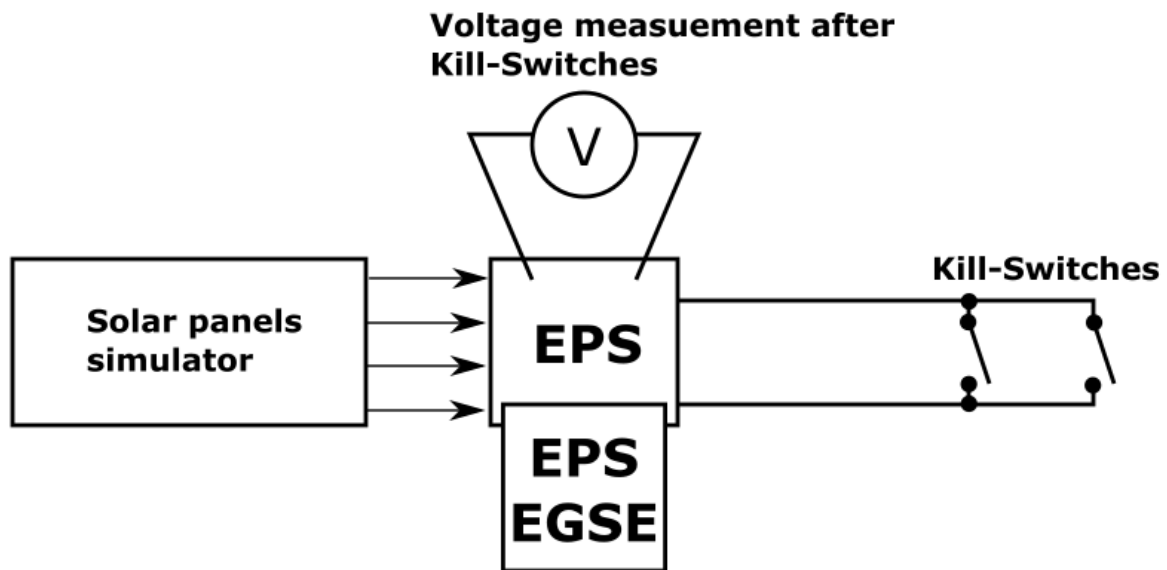 Voltage measuement after
Kill-Switches
V
Kill-Switches
Solar panels
simulator
EPS
EPS
EGSE